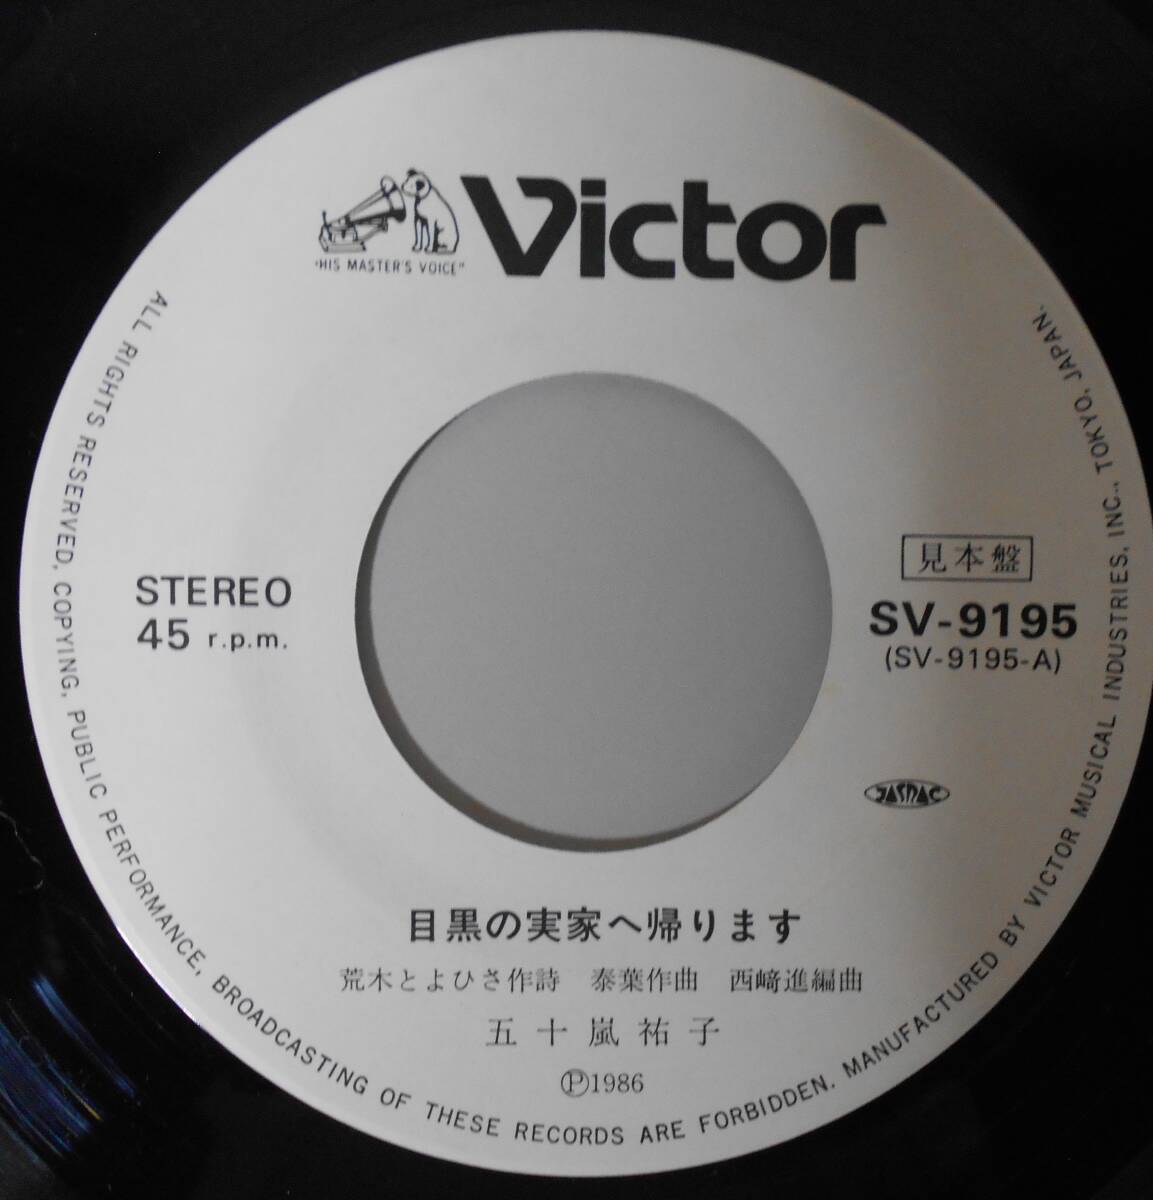 "HIS MASTER'S VOICE"
Victor
STEREO
45 r.p.m.
見本盤
SV-9195
(SV-9195-A)
JASRAC
目黒の実家へ帰ります
荒木とよひさ作詩 泰葉作曲 西﨑進編曲
五十嵐祐子
Ⓟ1986
ALL RIGHTS RESERVED, COPYING, PUBLIC PERFORMANCE, BROADCASTING OF THESE RECORDS ARE FORBIDDEN. MANUFACTURED BY VICTOR MUSICAL INDUSTRIES, INC., TOKYO, JAPAN.